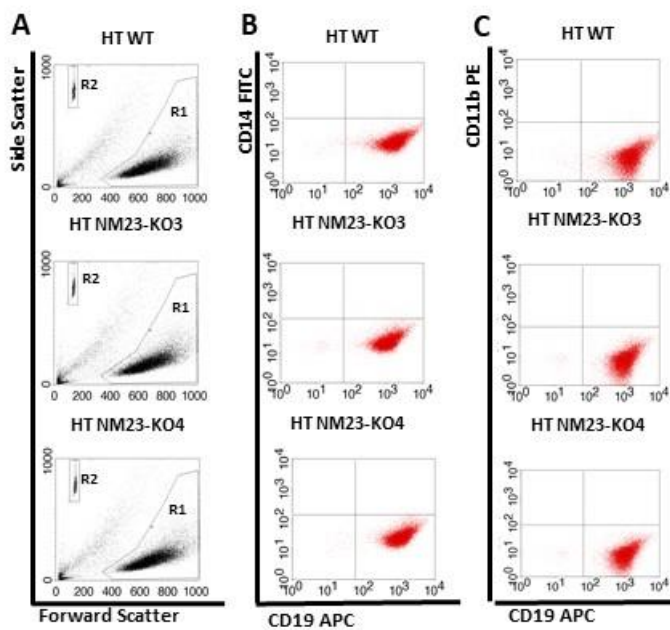 A
HT WT
Side Scatter
1000
0
R2
R1
0 200 400 600 800 1000
HT NM23-KO3
1000
0
R2
R1
0 200 400 600 800 1000
HT NM23-KO4
1000
0
R2
R1
0 200 400 600 800 1000
Forward Scatter
B
HT WT
CD14 FITC
10⁴
10³
10²
10¹
10⁰
10⁰ 10¹ 10² 10³ 10⁴
HT NM23-KO3
10⁴
10³
10²
10¹
10⁰
10⁰ 10¹ 10² 10³ 10⁴
HT NM23-KO4
10⁴
10³
10²
10¹
10⁰
10⁰ 10¹ 10² 10³ 10⁴
CD19 APC
C
HT WT
CD11b PE
10⁴
10³
10²
10¹
10⁰
10⁰ 10¹ 10² 10³ 10⁴
HT NM23-KO3
10⁴
10³
10²
10¹
10⁰
10⁰ 10¹ 10² 10³ 10⁴
HT NM23-KO4
10⁴
10³
10²
10¹
10⁰
10⁰ 10¹ 10² 10³ 10⁴
CD19 APC